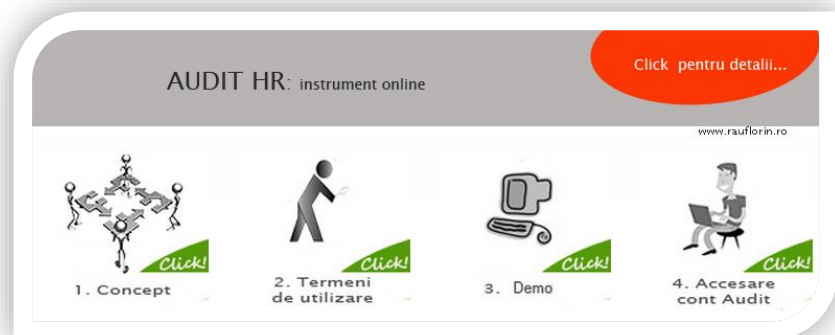 AUDIT HR: instrument online
Click pentru detalii...
www.rauflorin.ro
Click!
Click!
Click!
Click!
1. Concept
2. Termeni
de utilizare
3. Demo
4. Accesare
cont Audit